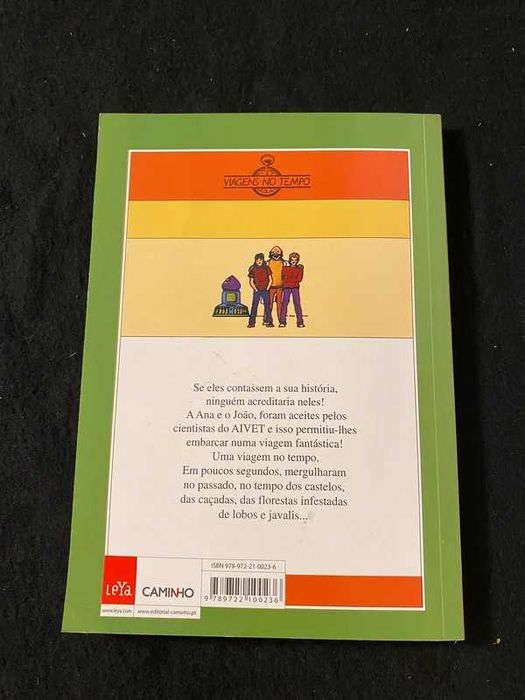 VIAGENS NO TEMPO
Se eles contassem a sua história,
ninguém acreditaria neles!
A Ana e o João, foram aceites pelos
cientistas do AIVET e isso permitiu-lhes
embarcar numa viagem fantástica!
Uma viagem no tempo.
Em poucos segundos, mergulharam
no passado, no tempo dos castelos,
das caçadas, das florestas infestadas
de lobos e javalis...
ISBN 978-972-21-0023-6
LeYa
CAMINHO
www.leya.com
www.editorial-caminho.pt
9 789722 100236